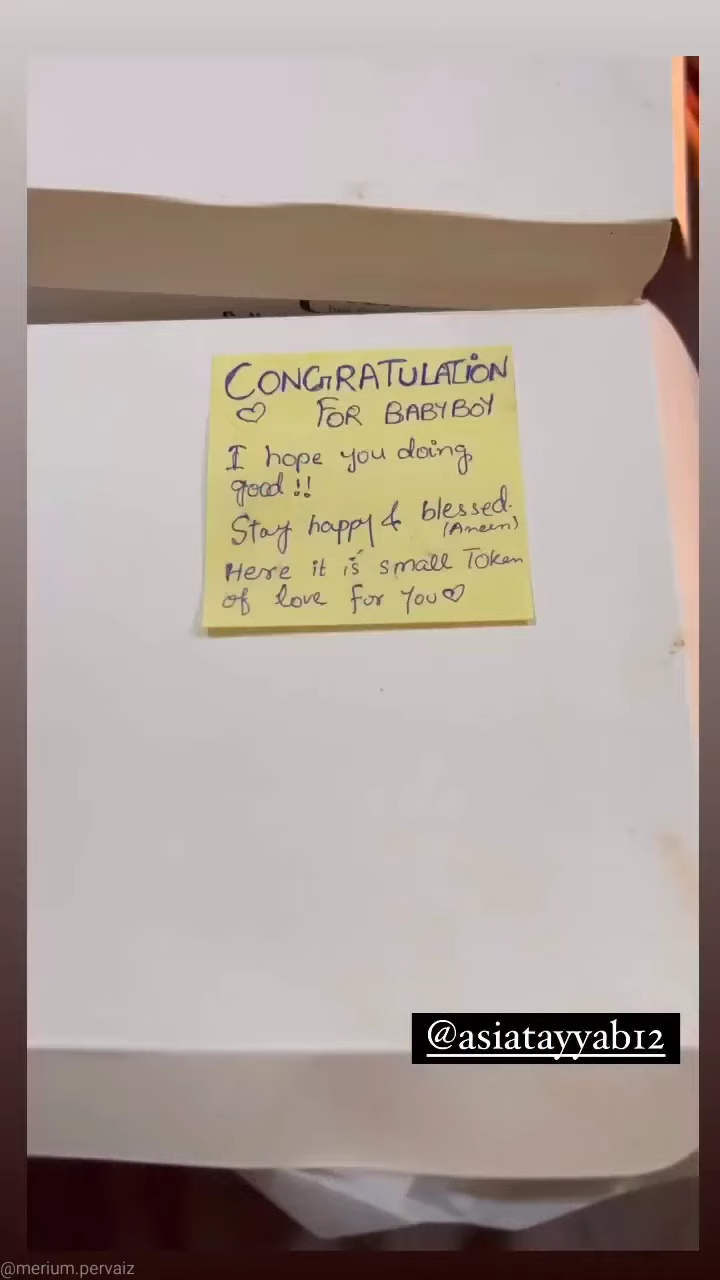 CONGRATULATION
♡ FOR BABYBOY
I hope you doing
good !!
Stay happy & blessed.
(Ameen)
Here it is small Token
of love for you♡
@asiatayyab12
@merium.pervaiz